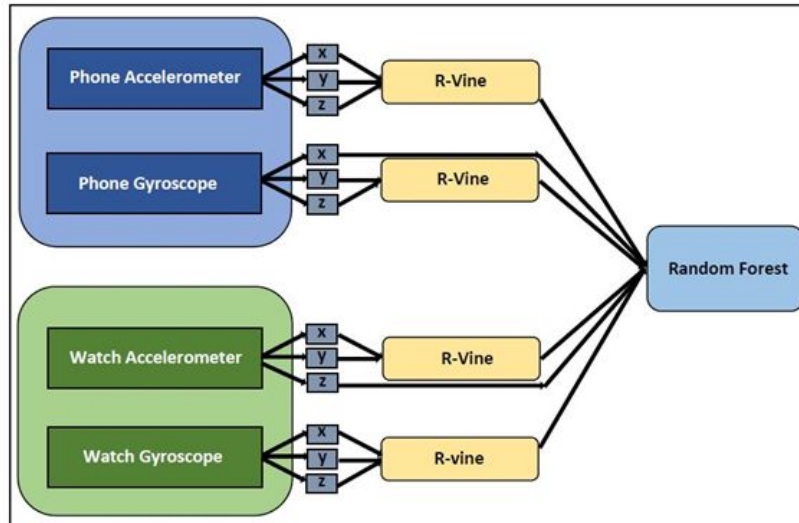 Phone Accelerometer
x
y
z
R-Vine
Phone Gyroscope
x
y
z
R-Vine
Random Forest
Watch Accelerometer
x
y
z
R-Vine
Watch Gyroscope
x
y
z
R-vine